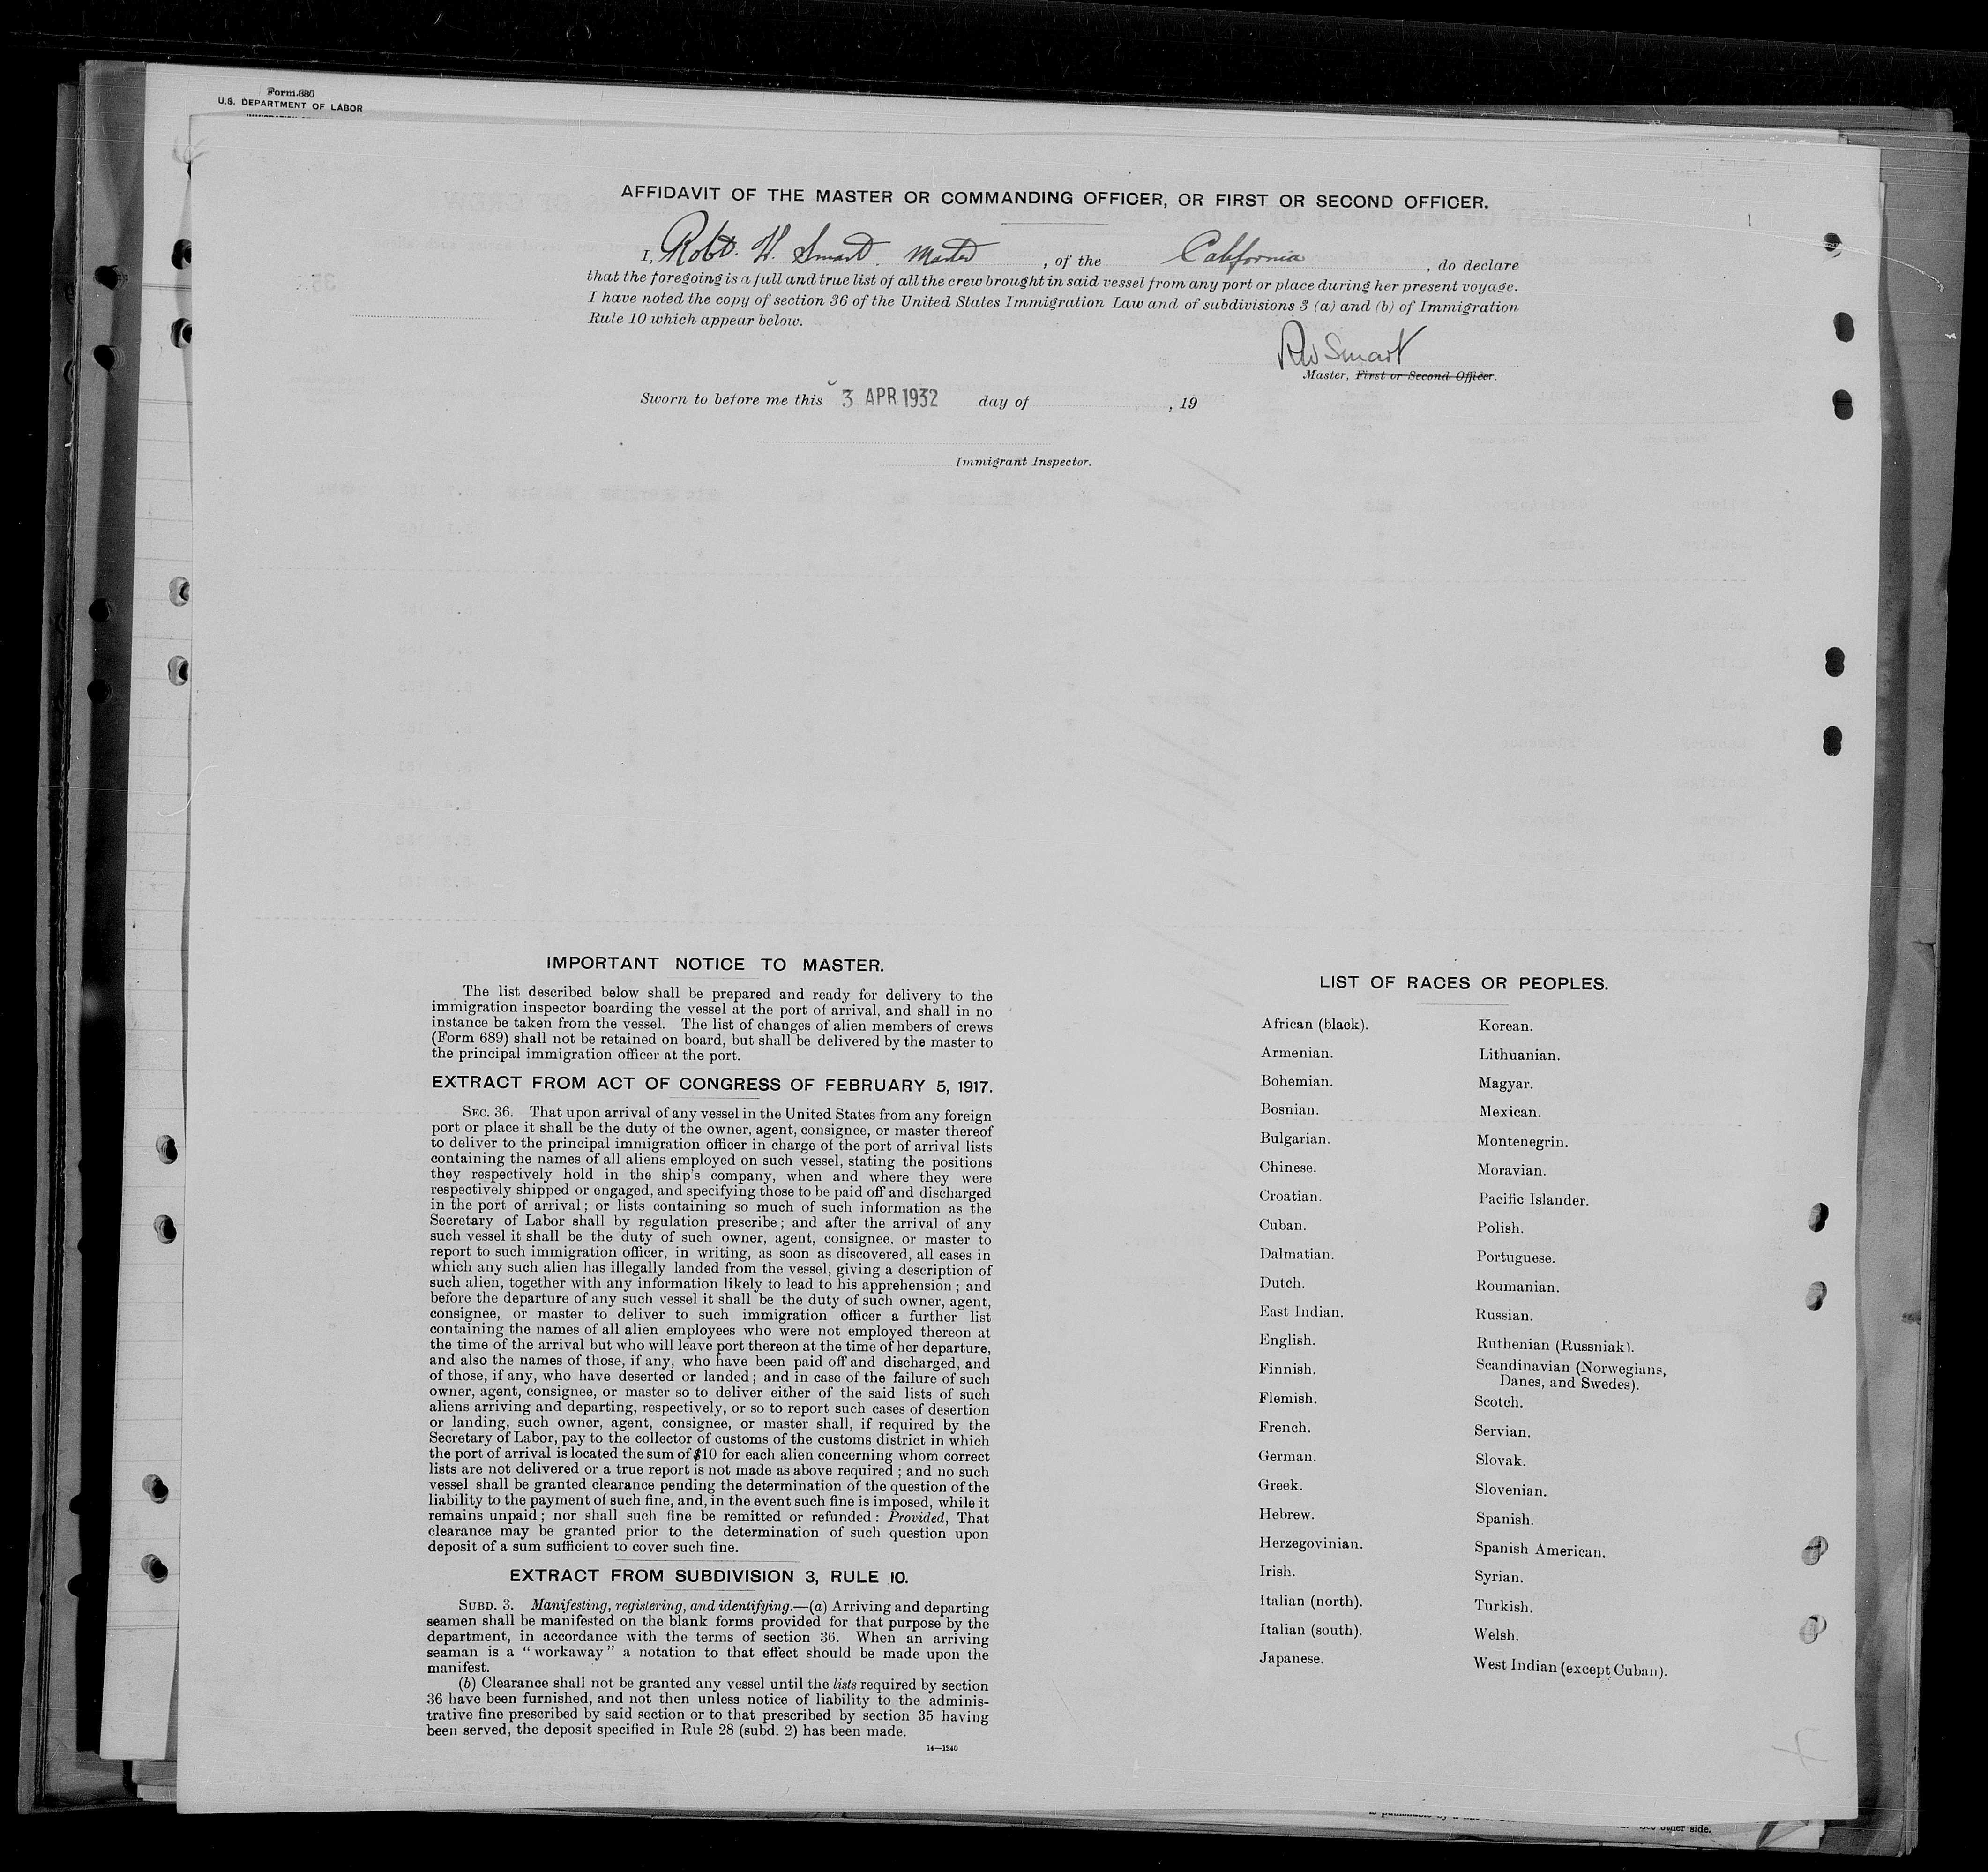 Form 680
U.S. DEPARTMENT OF LABOR
AFFIDAVIT OF THE MASTER OR COMMANDING OFFICER, OR FIRST OR SECOND OFFICER.
I, Robt. W. Smart. Master, of the California, do declare
that the foregoing is a full and true list of all the crew brought in said vessel from any port or place during her present voyage.
I have noted the copy of section 36 of the United States Immigration Law and of subdivisions 3 (a) and (b) of Immigration
Rule 10 which appear below.
RW Smart
Master, First or Second Officer.
Sworn to before me this 3 APR 1932 day of , 19
Immigrant Inspector.
IMPORTANT NOTICE TO MASTER.
The list described below shall be prepared and ready for delivery to the
immigration inspector boarding the vessel at the port of arrival, and shall in no
instance be taken from the vessel. The list of changes of alien members of crews
(Form 689) shall not be retained on board, but shall be delivered by the master to
the principal immigration officer at the port.
EXTRACT FROM ACT OF CONGRESS OF FEBRUARY 5, 1917.
SEC. 36. That upon arrival of any vessel in the United States from any foreign
port or place it shall be the duty of the owner, agent, consignee, or master thereof
to deliver to the principal immigration officer in charge of the port of arrival lists
containing the names of all aliens employed on such vessel, stating the positions
they respectively hold in the ship's company, when and where they were
respectively shipped or engaged, and specifying those to be paid off and discharged
in the port of arrival; or lists containing so much of such information as the
Secretary of Labor shall by regulation prescribe; and after the arrival of any
such vessel it shall be the duty of such owner, agent, consignee, or master to
report to such immigration officer, in writing, as soon as discovered, all cases in
which any such alien has illegally landed from the vessel, giving a description of
such alien, together with any information likely to lead to his apprehension; and
before the departure of any such vessel it shall be the duty of such owner, agent,
consignee, or master to deliver to such immigration officer a further list
containing the names of all alien employees who were not employed thereon at
the time of the arrival but who will leave port thereon at the time of her departure,
and also the names of those, if any, who have been paid off and discharged, and
of those, if any, who have deserted or landed; and in case of the failure of such
owner, agent, consignee, or master so to deliver either of the said lists of such
aliens arriving and departing, respectively, or so to report such cases of desertion
or landing, such owner, agent, consignee, or master shall, if required by the
Secretary of Labor, pay to the collector of customs of the customs district in which
the port of arrival is located the sum of $10 for each alien concerning whom correct
lists are not delivered or a true report is not made as above required; and no such
vessel shall be granted clearance pending the determination of the question of the
liability to the payment of such fine, and, in the event such fine is imposed, while it
remains unpaid; nor shall such fine be remitted or refunded: Provided, That
clearance may be granted prior to the determination of such question upon
deposit of a sum sufficient to cover such fine.
EXTRACT FROM SUBDIVISION 3, RULE 10.
SUBD. 3. Manifesting, registering, and identifying.—(a) Arriving and departing
seamen shall be manifested on the blank forms provided for that purpose by the
department, in accordance with the terms of section 36. When an arriving
seaman is a "workaway" a notation to that effect should be made upon the
manifest.
(b) Clearance shall not be granted any vessel until the lists required by section
36 have been furnished, and not then unless notice of liability to the adminis-
trative fine prescribed by said section or to that prescribed by section 35 having
been served, the deposit specified in Rule 28 (subd. 2) has been made.
14—1240
LIST OF RACES OR PEOPLES.
African (black).
Armenian.
Bohemian.
Bosnian.
Bulgarian.
Chinese.
Croatian.
Cuban.
Dalmatian.
Dutch.
East Indian.
English.
Finnish.
Flemish.
French.
German.
Greek.
Hebrew.
Herzegovinian.
Irish.
Italian (north).
Italian (south).
Japanese.
Korean.
Lithuanian.
Magyar.
Mexican.
Montenegrin.
Moravian.
Pacific Islander.
Polish.
Portuguese.
Roumanian.
Russian.
Ruthenian (Russniak).
Scandinavian (Norwegians,
Danes, and Swedes).
Scotch.
Servian.
Slovak.
Slovenian.
Spanish.
Spanish American.
Syrian.
Turkish.
Welsh.
West Indian (except Cuban).
other side.